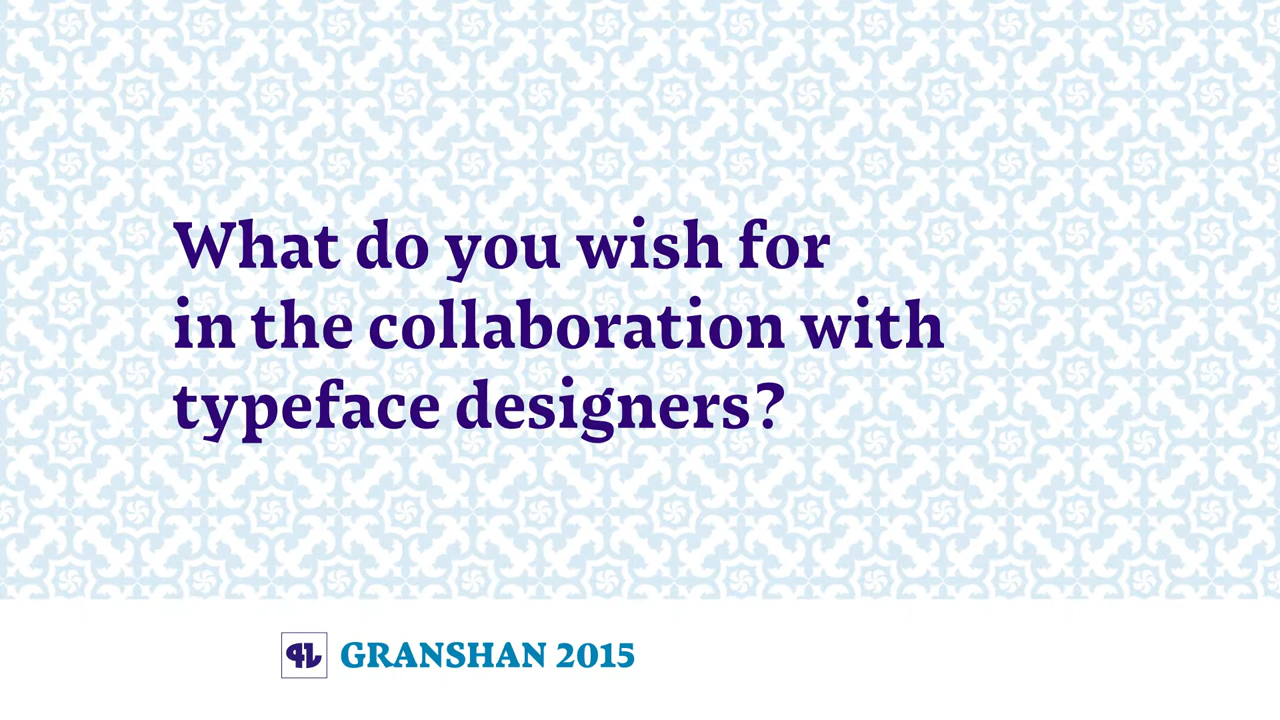 What do you wish for
in the collaboration with
typeface designers?
GRANSHAN 2015